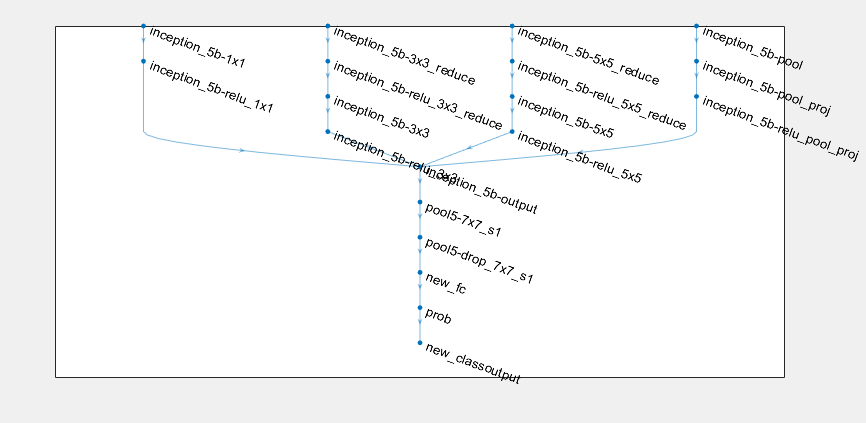 inception_5b-1x1
inception_5b-relu_1x1
inception_5b-3x3_reduce
inception_5b-relu_3x3_reduce
inception_5b-3x3
inception_5b-relu_3x3
inception_5b-5x5_reduce
inception_5b-relu_5x5_reduce
inception_5b-5x5
inception_5b-relu_5x5
inception_5b-pool
inception_5b-pool_proj
inception_5b-relu_pool_proj
inception_5b-output
pool5-7x7_s1
pool5-drop_7x7_s1
new_fc
prob
new_classoutput